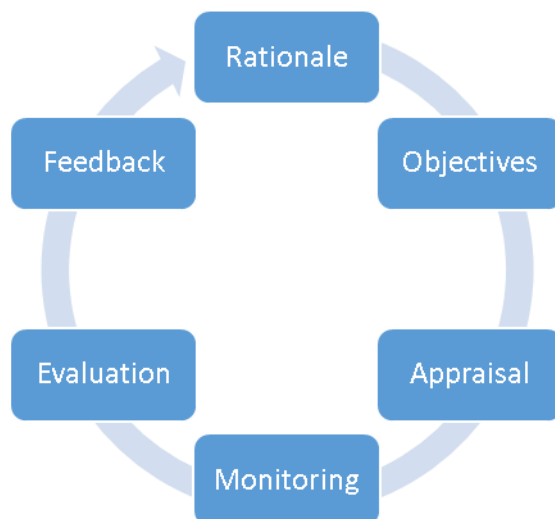 Rationale
Objectives
Appraisal
Monitoring
Evaluation
Feedback